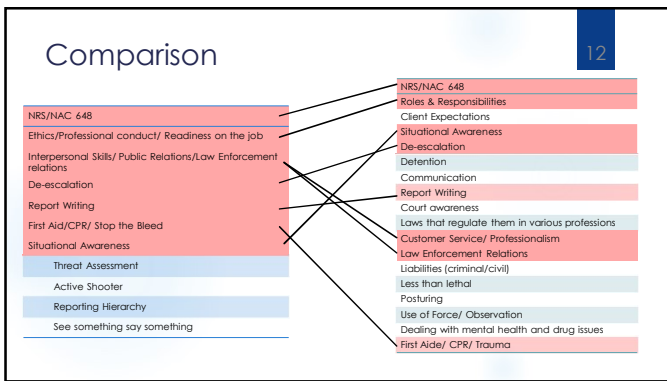 Comparison
12
NRS/NAC 648
Ethics/Professional conduct/ Readiness on the job
Interpersonal Skills/ Public Relations/Law Enforcement
relations
De-escalation
Report Writing
First Aid/CPR/ Stop the Bleed
Situational Awareness
Threat Assessment
Active Shooter
Reporting Hierarchy
See something say something
NRS/NAC 648
Roles & Responsibilities
Client Expectations
Situational Awareness
De-escalation
Detention
Communication
Report Writing
Court awareness
Laws that regulate them in various professions
Customer Service/ Professionalism
Law Enforcement Relations
Liabilities (criminal/civil)
Less than lethal
Posturing
Use of Force/ Observation
Dealing with mental health and drug issues
First Aide/ CPR/ Trauma